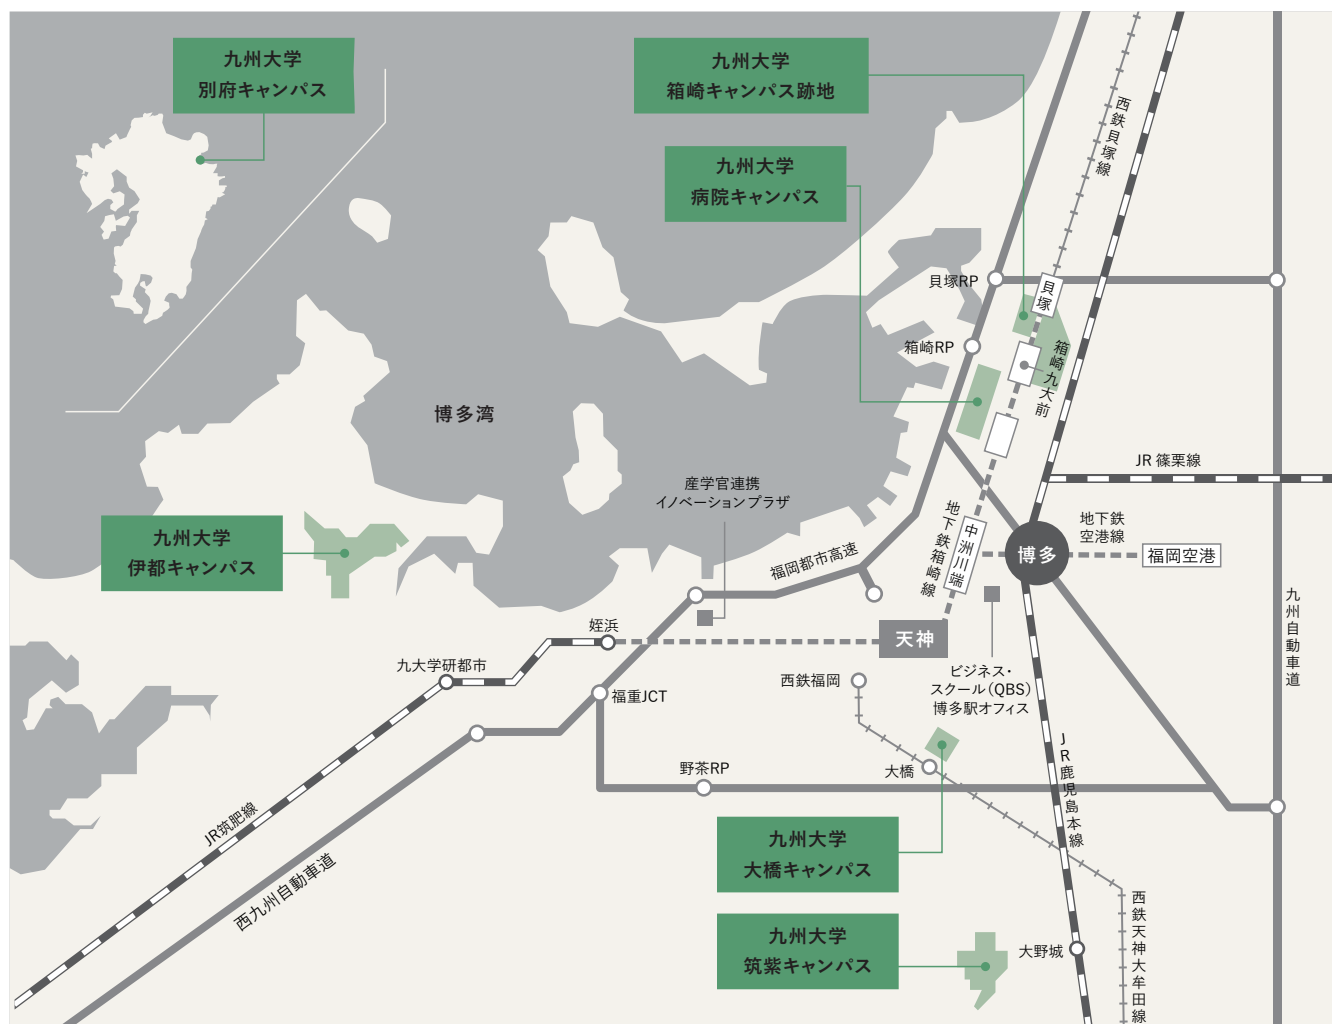 九州大学
別府キャンパス
九州大学
箱崎キャンパス跡地
九州大学
病院キャンパス
西鉄貝塚線
貝塚RP
貝塚
箱崎RP
箱崎九大前
博多湾
JR 篠栗線
産学官連携
イノベーションプラザ
地下鉄箱崎線
中洲川端
地下鉄
空港線
九州大学
伊都キャンパス
福岡都市高速
博多
福岡空港
九州自動車道
姪浜
天神
九大学研都市
西鉄福岡
ビジネス・
スクール（QBS）
博多駅オフィス
福重JCT
JR鹿児島本線
野茶RP
大橋
JR筑肥線
西九州自動車道
九州大学
大橋キャンパス
九州大学
筑紫キャンパス
大野城
西鉄天神大牟田線